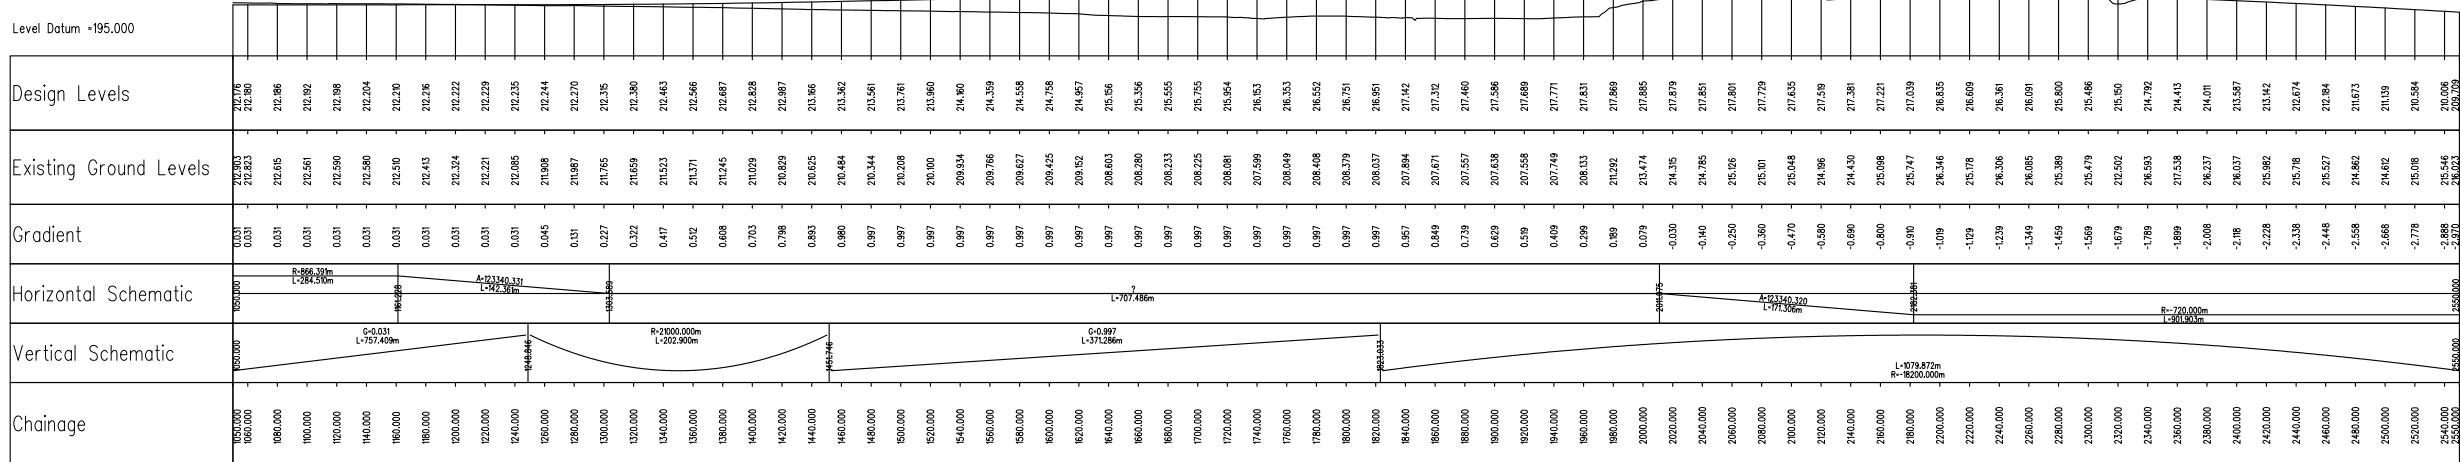 Level Datum =195.000
Design Levels
212.176 212.180 212.186 212.192 212.198 212.204 212.210 212.216 212.222 212.229 212.235 212.244 212.270 212.315 212.380 212.463 212.566 212.687 212.828 212.987 213.166 213.362 213.561 213.761 213.960 214.160 214.359 214.558 214.758 214.957 215.156 215.356 215.555 215.755 215.954 216.153 216.353 216.552 216.751 216.951 217.142 217.312 217.460 217.586 217.689 217.771 217.831 217.869 217.885 217.879 217.851 217.801 217.729 217.635 217.519 217.381 217.221 217.039 216.835 216.609 216.361 216.091 215.800 215.486 215.150 214.792 214.413 214.011 213.587 213.142 212.674 212.184 211.673 211.139 210.584 210.006 209.709
Existing Ground Levels
212.903 212.823 212.615 212.561 212.590 212.580 212.510 212.413 212.324 212.221 212.085 211.908 211.987 211.765 211.659 211.523 211.371 211.245 211.029 210.829 210.625 210.484 210.344 210.208 210.100 209.934 209.766 209.627 209.425 209.152 208.603 208.280 208.233 208.225 208.081 207.599 208.049 208.408 208.379 208.037 207.894 207.671 207.557 207.638 207.558 207.749 208.133 211.292 213.474 214.315 214.785 215.126 215.101 215.048 214.196 214.430 215.098 215.747 216.346 215.178 216.306 216.085 215.389 215.479 212.502 216.593 217.538 216.237 216.037 215.982 215.718 215.527 214.862 214.612 215.018 215.546 216.023
Gradient
0.031 0.031 0.031 0.031 0.031 0.031 0.031 0.031 0.031 0.031 0.031 0.045 0.131 0.227 0.322 0.417 0.512 0.608 0.703 0.798 0.893 0.980 0.997 0.997 0.997 0.997 0.997 0.997 0.997 0.997 0.997 0.997 0.997 0.997 0.997 0.997 0.997 0.997 0.997 0.997 0.957 0.849 0.739 0.629 0.519 0.409 0.299 0.189 0.079 -0.030 -0.140 -0.250 -0.360 -0.470 -0.580 -0.690 -0.800 -0.910 -1.019 -1.129 -1.239 -1.349 -1.459 -1.569 -1.679 -1.789 -1.899 -2.008 -2.118 -2.228 -2.338 -2.448 -2.558 -2.668 -2.778 -2.888 -2.970
Horizontal Schematic
1050.000
R=866.391m
L=284.510m
1161.228
A=123340.331
L=142.361m
1303.589
?
L=707.486m
2011.075
A=123340.320
L=171.306m
2182.381
R=-720.000m
L=901.903m
2550.000
Vertical Schematic
1050.000
G=0.031
L=757.409m
1248.846
R=21000.000m
L=202.900m
1451.746
G=0.997
L=371.286m
1823.033
L=1079.872m
R=-18200.000m
2550.000
Chainage
1050.000 1060.000 1080.000 1100.000 1120.000 1140.000 1160.000 1180.000 1200.000 1220.000 1240.000 1260.000 1280.000 1300.000 1320.000 1340.000 1360.000 1380.000 1400.000 1420.000 1440.000 1460.000 1480.000 1500.000 1520.000 1540.000 1560.000 1580.000 1600.000 1620.000 1640.000 1660.000 1680.000 1700.000 1720.000 1740.000 1760.000 1780.000 1800.000 1820.000 1840.000 1860.000 1880.000 1900.000 1920.000 1940.000 1960.000 1980.000 2000.000 2020.000 2040.000 2060.000 2080.000 2100.000 2120.000 2140.000 2160.000 2180.000 2200.000 2220.000 2240.000 2260.000 2280.000 2300.000 2320.000 2340.000 2360.000 2380.000 2400.000 2420.000 2440.000 2460.000 2480.000 2500.000 2520.000 2540.000 2550.000